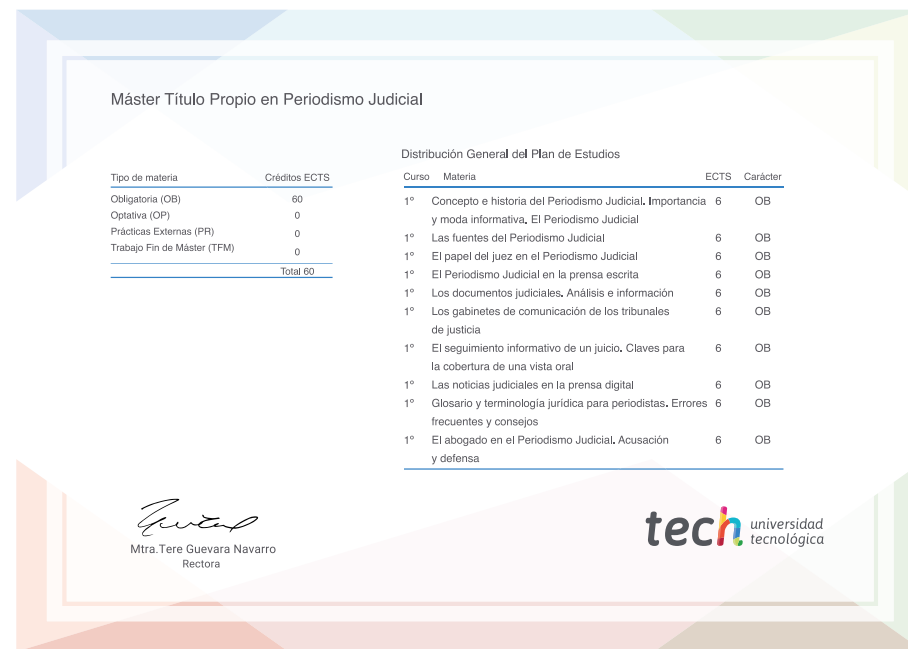 Máster Título Propio en Periodismo Judicial
Tipo de materia Créditos ECTS
Obligatoria (OB) 60
Optativa (OP) 0
Prácticas Externas (PR) 0
Trabajo Fin de Máster (TFM) 0
Total 60
Distribución General del Plan de Estudios
Curso Materia ECTS Carácter
1º Concepto e historia del Periodismo Judicial. Importancia 6 OB
y moda informativa. El Periodismo Judicial
1º Las fuentes del Periodismo Judicial 6 OB
1º El papel del juez en el Periodismo Judicial 6 OB
1º El Periodismo Judicial en la prensa escrita 6 OB
1º Los documentos judiciales. Análisis e información 6 OB
1º Los gabinetes de comunicación de los tribunales 6 OB
de justicia
1º El seguimiento informativo de un juicio. Claves para 6 OB
la cobertura de una vista oral
1º Las noticias judiciales en la prensa digital 6 OB
1º Glosario y terminología jurídica para periodistas. Errores 6 OB
frecuentes y consejos
1º El abogado en el Periodismo Judicial. Acusación 6 OB
y defensa
Mtra.Tere Guevara Navarro
Rectora
tech universidad
tecnológica